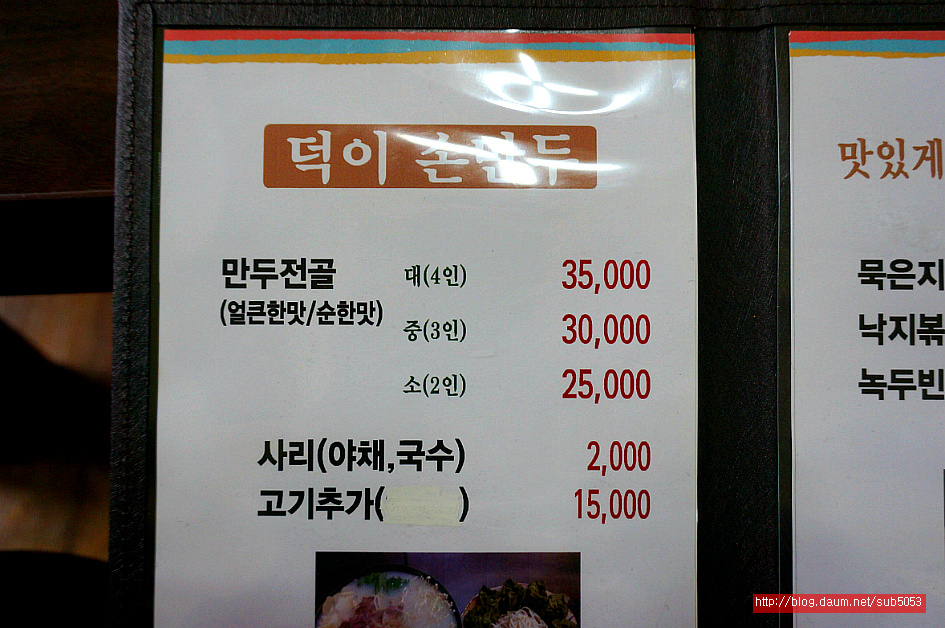 덕이 손만두
만두전골 대(4인) 35,000
(얼큰한맛/순한맛)
중(3인) 30,000
소(2인) 25,000
사리(야채,국수) 2,000
고기추가( ) 15,000
맛있게
묵은지
낙지볶
녹두빈
http://blog.daum.net/sub5053